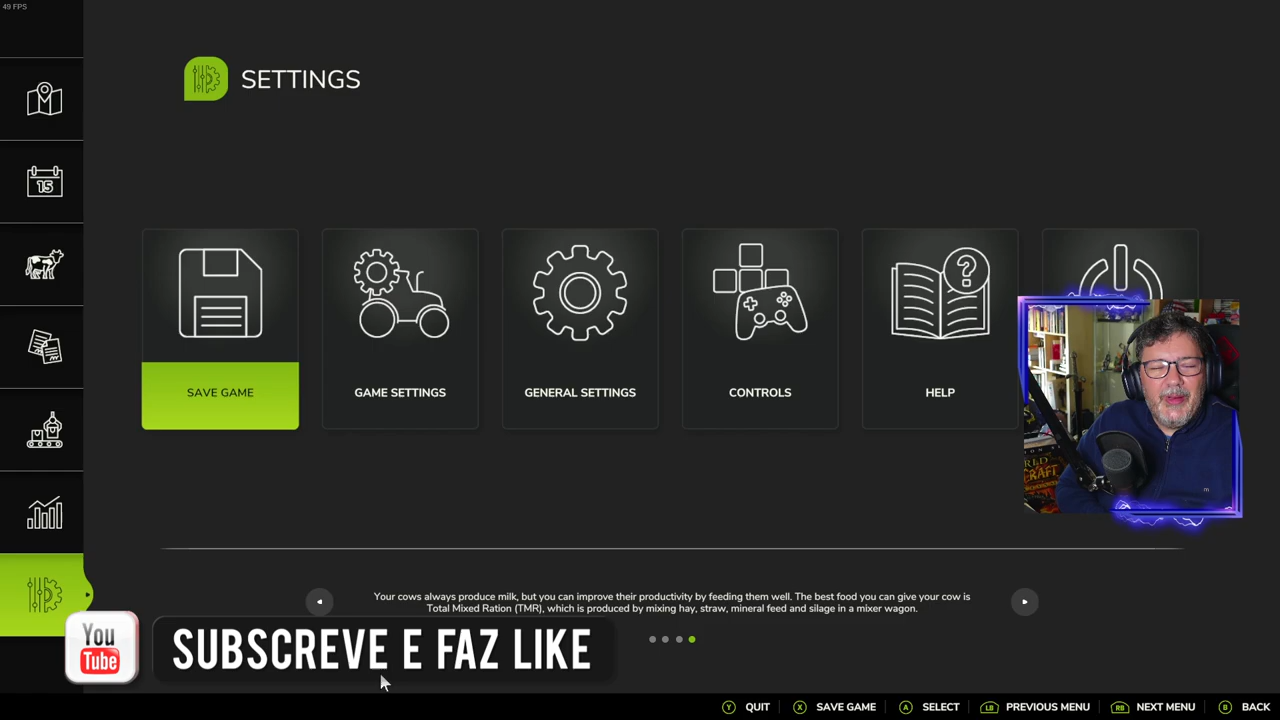 49 FPS
SETTINGS
15
SAVE GAME
GAME SETTINGS
GENERAL SETTINGS
CONTROLS
?
HELP
Your cows always produce milk, but you can improve their productivity by feeding them well. The best food you can give your cow is
Total Mixed Ration (TMR), which is produced by mixing hay, straw, mineral feed and silage in a mixer wagon.
You
Tube
SUBSCREVE E FAZ LIKE
Y QUIT
X SAVE GAME
A SELECT
LB PREVIOUS MENU
RB NEXT MENU
B BACK